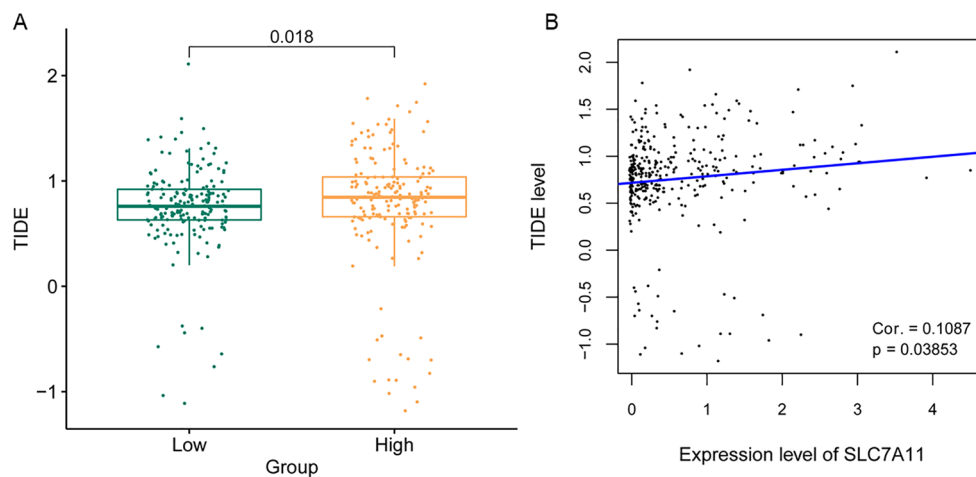 A
0.018
TIDE
2
1
0
−1
Low
High
Group
B
TIDE level
2.0
1.5
1.0
0.5
0.0
−0.5
−1.0
Cor. = 0.1087
p = 0.03853
0 1 2 3 4
Expression level of SLC7A11